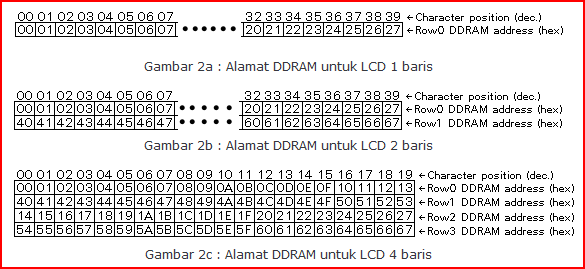 00 01 02 03 04 05 06 07 32 33 34 35 36 37 38 39 ←Character position (dec.)
00 01 02 03 04 05 06 07 •••••• 20 21 22 23 24 25 26 27 ←Row0 DDRAM address (hex)
Gambar 2a : Alamat DDRAM untuk LCD 1 baris
00 01 02 03 04 05 06 07 32 33 34 35 36 37 38 39 ←Character position (dec.)
00 01 02 03 04 05 06 07 ••••• 20 21 22 23 24 25 26 27 ←Row0 DDRAM address (hex)
40 41 42 43 44 45 46 47 ••••• 60 61 62 63 64 65 66 67 ←Row1 DDRAM address (hex)
Gambar 2b : Alamat DDRAM untuk LCD 2 baris
00 01 02 03 04 05 06 07 08 09 10 11 12 13 14 15 16 17 18 19 ←Character position (dec.)
00 01 02 03 04 05 06 07 08 09 0A 0B 0C 0D 0E 0F 10 11 12 13 ←Row0 DDRAM address (hex)
40 41 42 43 44 45 46 47 48 49 4A 4B 4C 4D 4E 4F 50 51 52 53 ←Row1 DDRAM address (hex)
14 15 16 17 18 19 1A 1B 1C 1D 1E 1F 20 21 22 23 24 25 26 27 ←Row2 DDRAM address (hex)
54 55 56 57 58 59 5A 5B 5C 5D 5E 5F 60 61 62 63 64 65 66 67 ←Row3 DDRAM address (hex)
Gambar 2c : Alamat DDRAM untuk LCD 4 baris